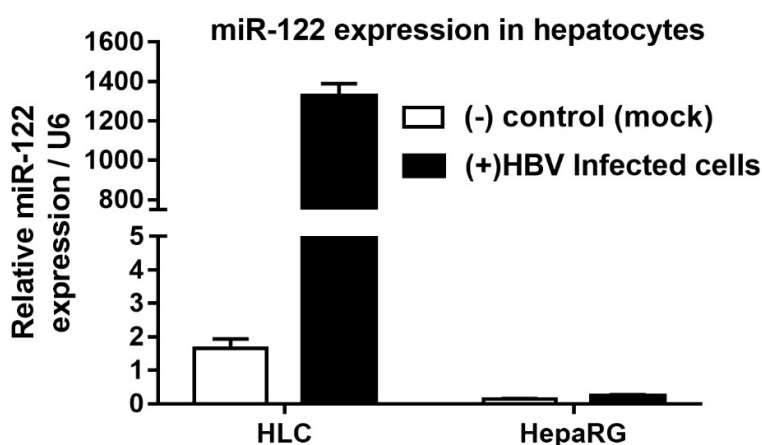 miR-122 expression in hepatocytes
Relative miR-122
expression / U6
1600
1400
1200
1000
800
5
4
3
2
1
0
(-) control (mock)
(+)HBV Infected cells
HLC
HepaRG